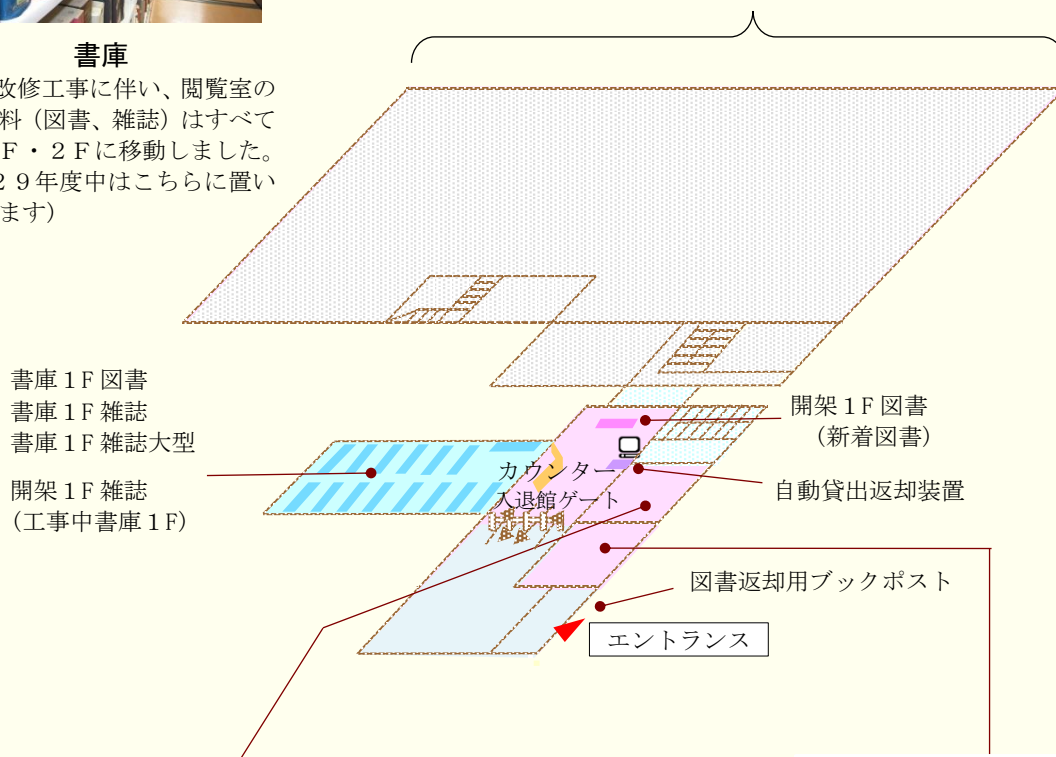 書庫
改修工事に伴い、閲覧室の
料（図書、雑誌）はすべて
F・２Fに移動しました。
２９年度中はこちらに置い
ます）
書庫１F 図書
書庫１F 雑誌
書庫１F 雑誌大型
開架１F 雑誌
（工事中書庫１F）
カウンター
入退館ゲート
開架１F 図書
（新着図書）
自動貸出返却装置
図書返却用ブックポスト
エントランス